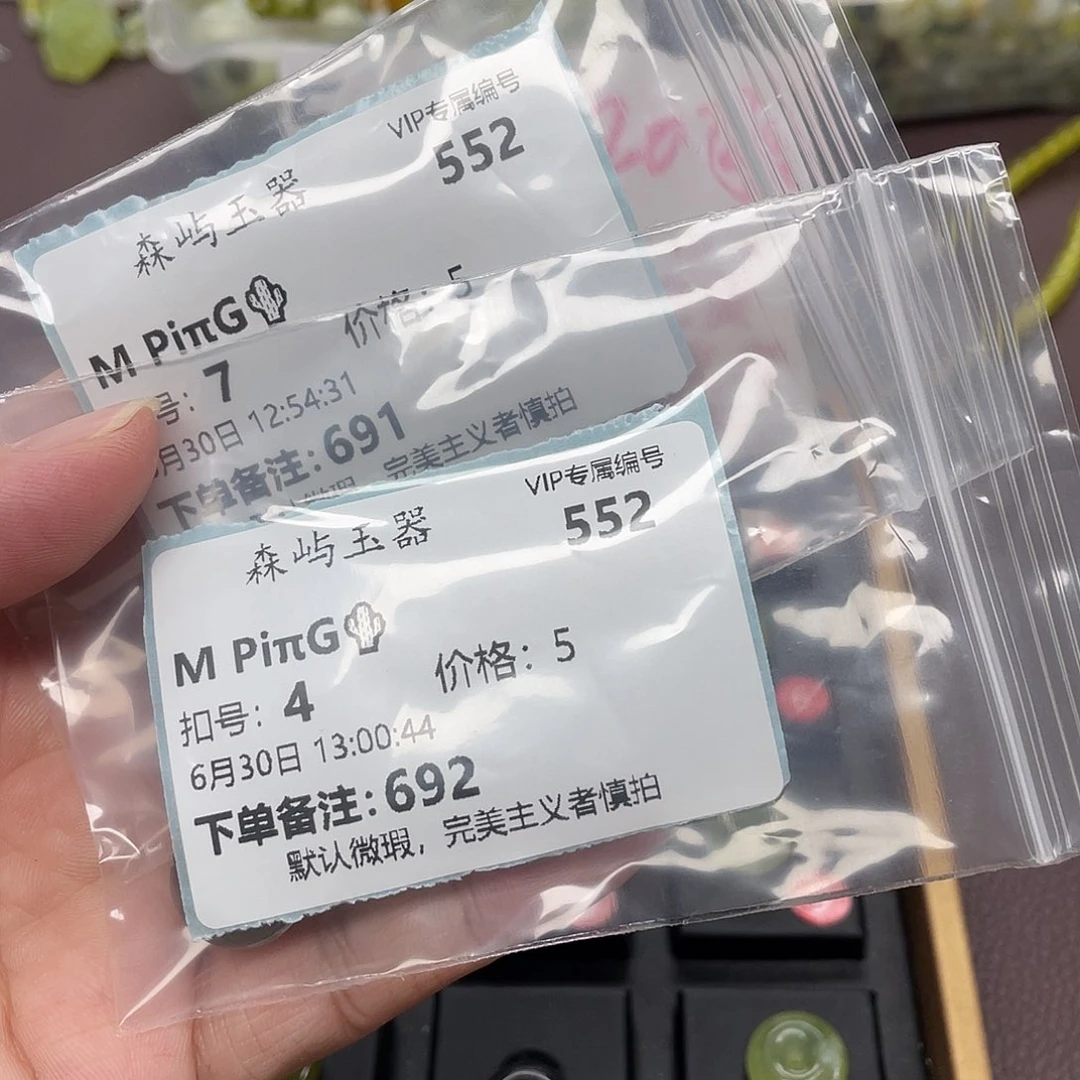 VIP专属编号
552
森屿玉器
M PiπG🌵
价格：5
号：7
月30日 12:54:31
下单备注：691
微瑕，完美主义者慎拍
VIP专属编号
552
森屿玉器
M PiπG🌵
价格：5
扣号：4
6月30日 13:00:44
下单备注：692
默认微瑕，完美主义者慎拍